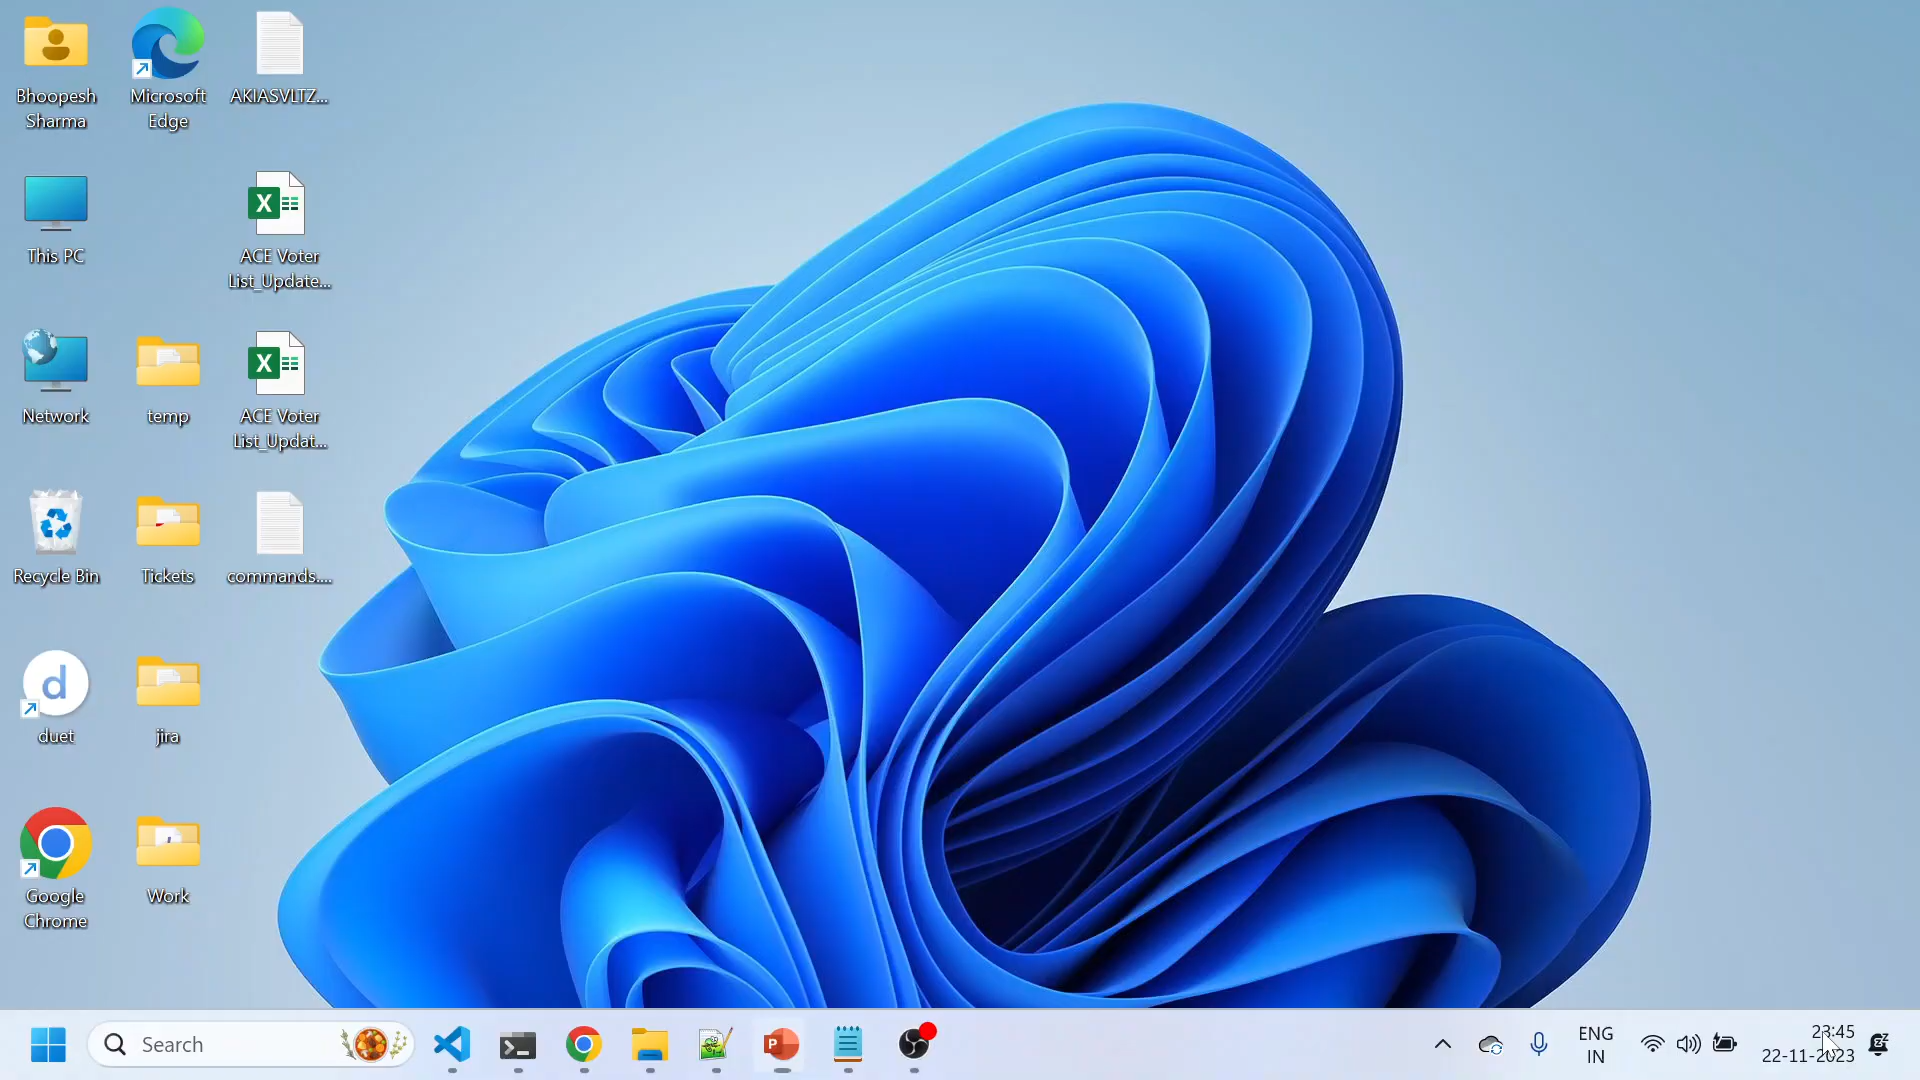 Bhoopesh
Sharma
Microsoft
Edge
AKIASVLTZ...
This PC
ACE Voter
List_Update...
Network
temp
ACE Voter
List_Updat...
Recycle Bin
Tickets
commands....
d
duet
jira
Google
Chrome
Work
Search
ENG
IN
23:45
22-11-2023